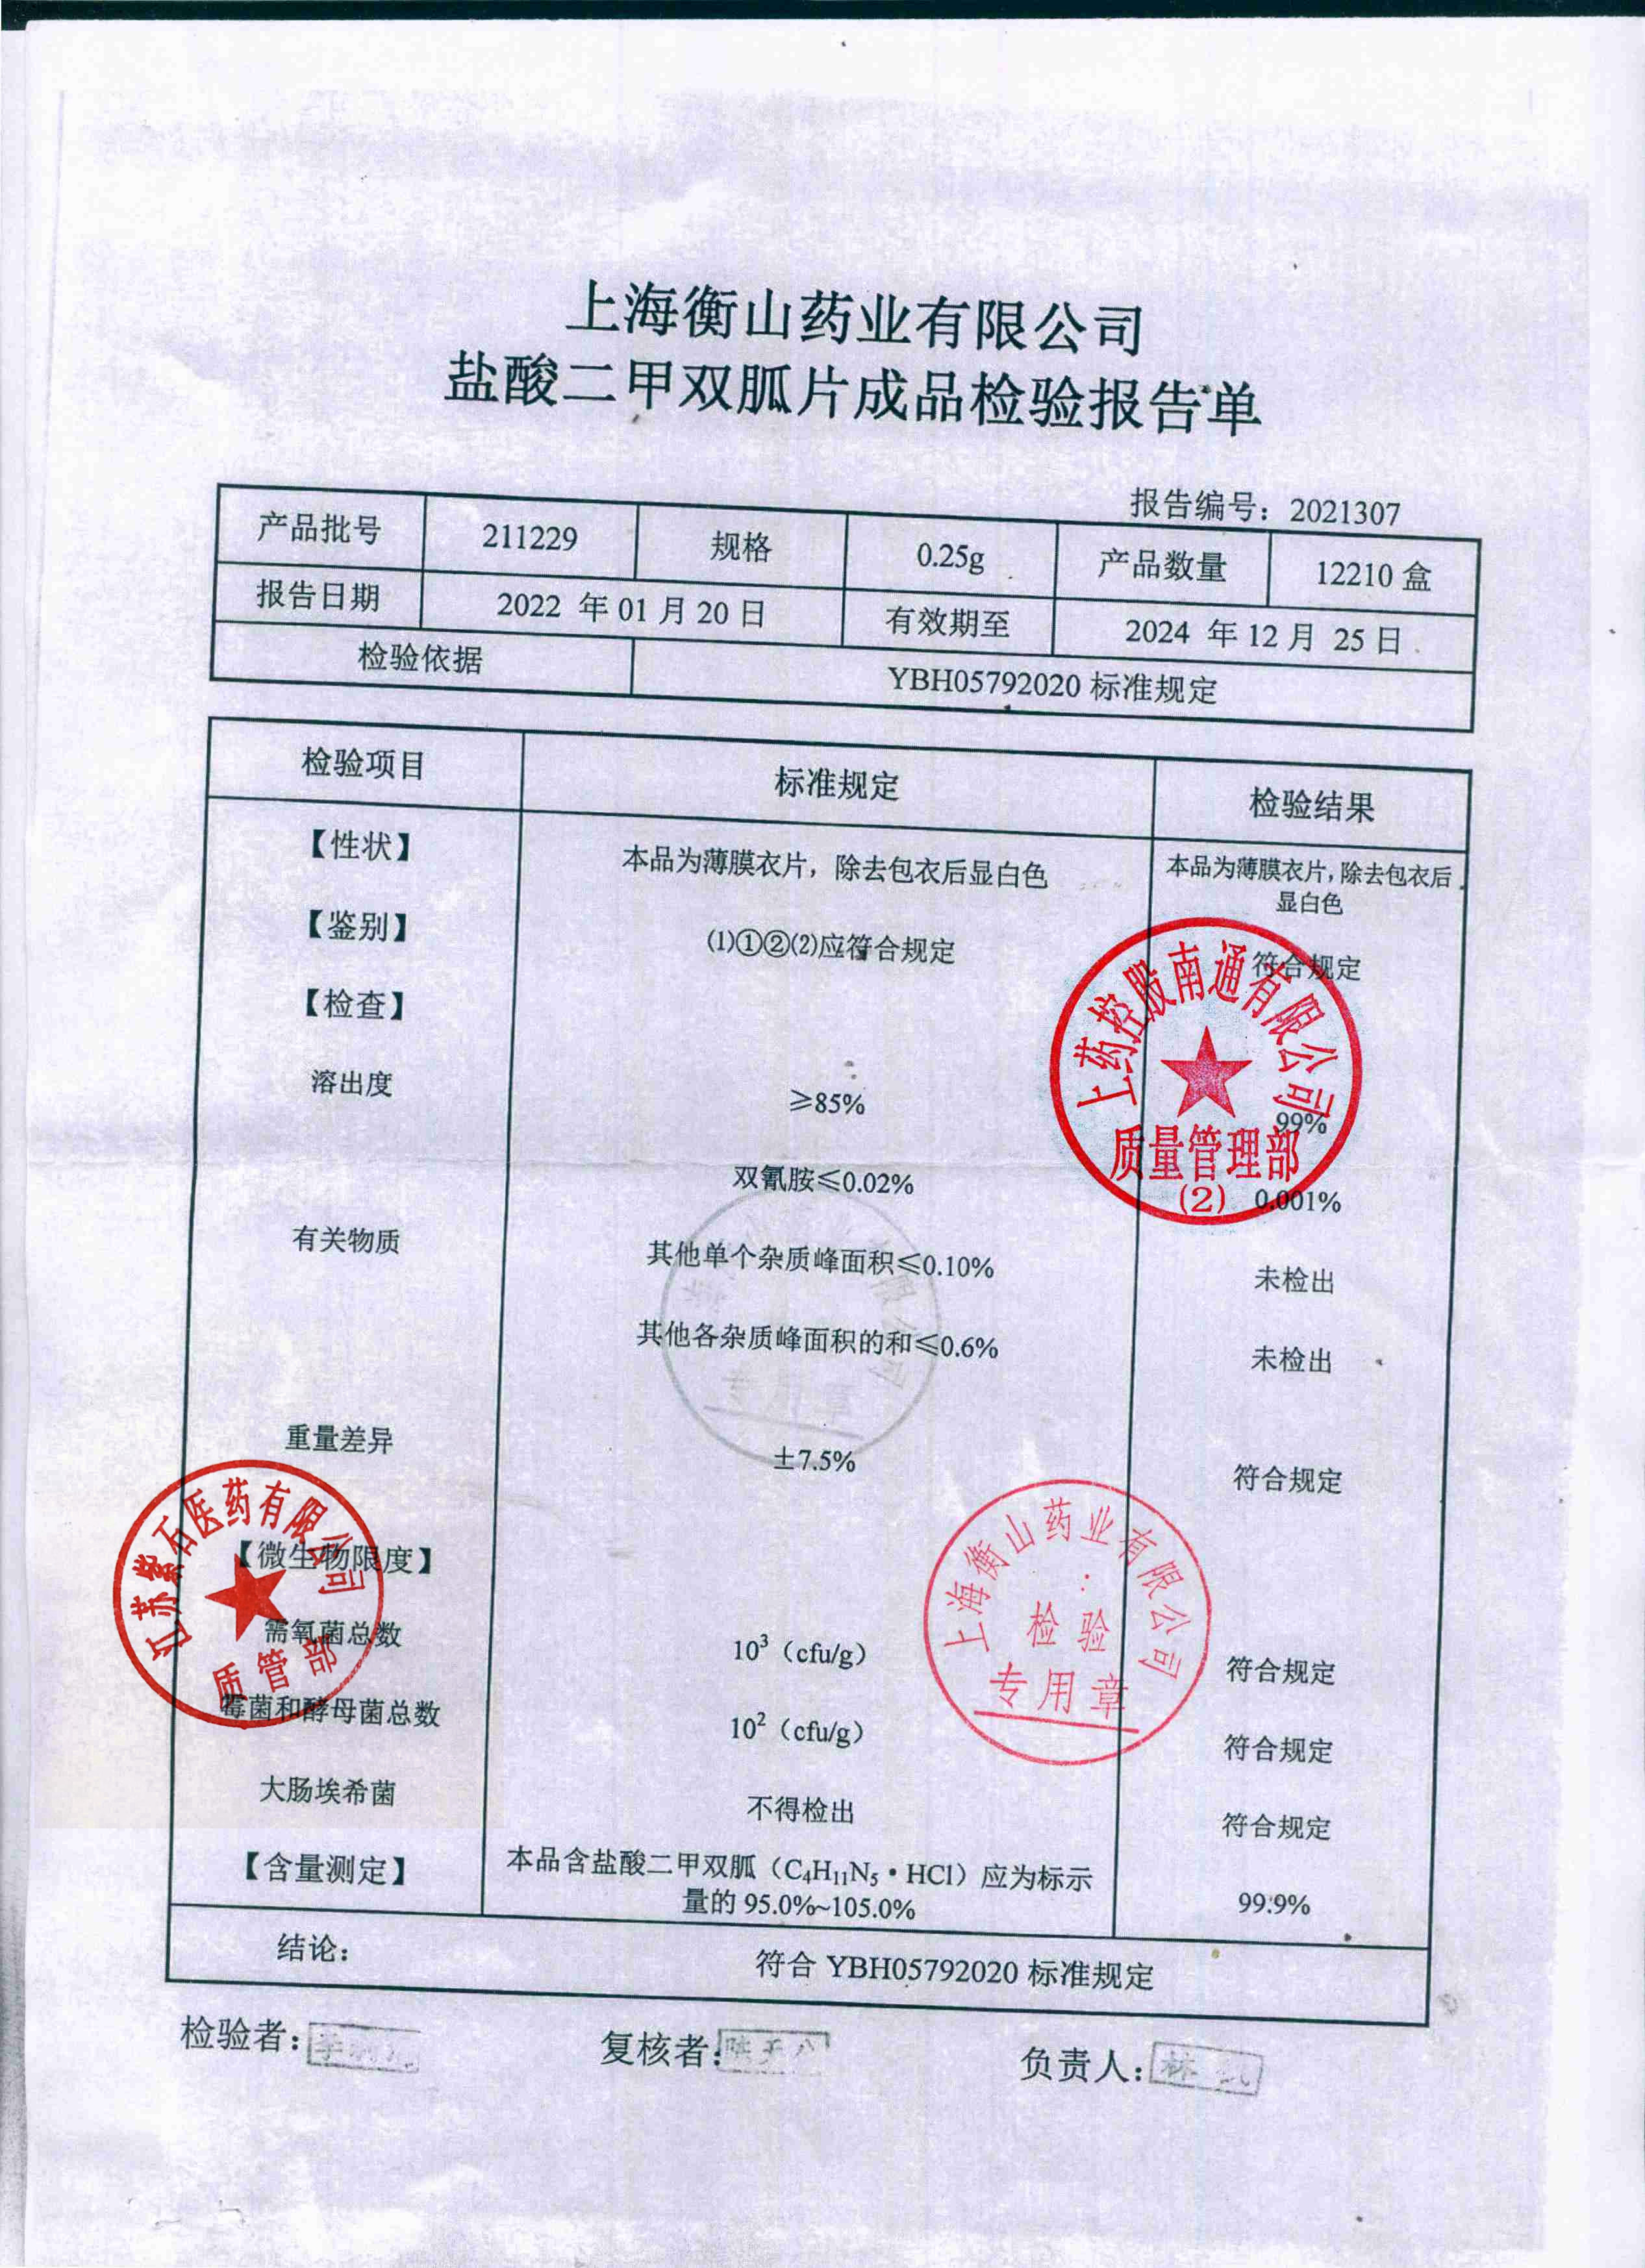 上海衡山药业有限公司
盐酸二甲双胍片成品检验报告单
报告编号：2021307
产品批号 211229 规格 0.25g 产品数量 12210 盒
报告日期 2022 年 01 月 20 日 有效期至 2024 年 12 月 25 日
检验依据 YBH05792020 标准规定
检验项目 标准规定 检验结果
【性状】 本品为薄膜衣片，除去包衣后显白色 本品为薄膜衣片，除去包衣后
显白色
【鉴别】 ⑴①②⑵应符合规定 符合规定
【检查】
溶出度 ≥85% 99%
双氰胺≤0.02% 0.001%
有关物质 其他单个杂质峰面积≤0.10% 未检出
其他各杂质峰面积的和≤0.6% 未检出
重量差异 ±7.5% 符合规定
【微生物限度】
需氧菌总数 10³（cfu/g） 符合规定
霉菌和酵母菌总数 10²（cfu/g） 符合规定
大肠埃希菌 不得检出 符合规定
【含量测定】 本品含盐酸二甲双胍（C₄H₁₁N₅·HCl）应为标示
量的 95.0%~105.0% 99.9%
结论： 符合 YBH05792020 标准规定
检验者： 复核者： 负责人：
上药控股南通有限公司
质量管理部
(2)
江苏紫石医药有限公司
质管部
上海衡山药业有限公司
检验
专用章